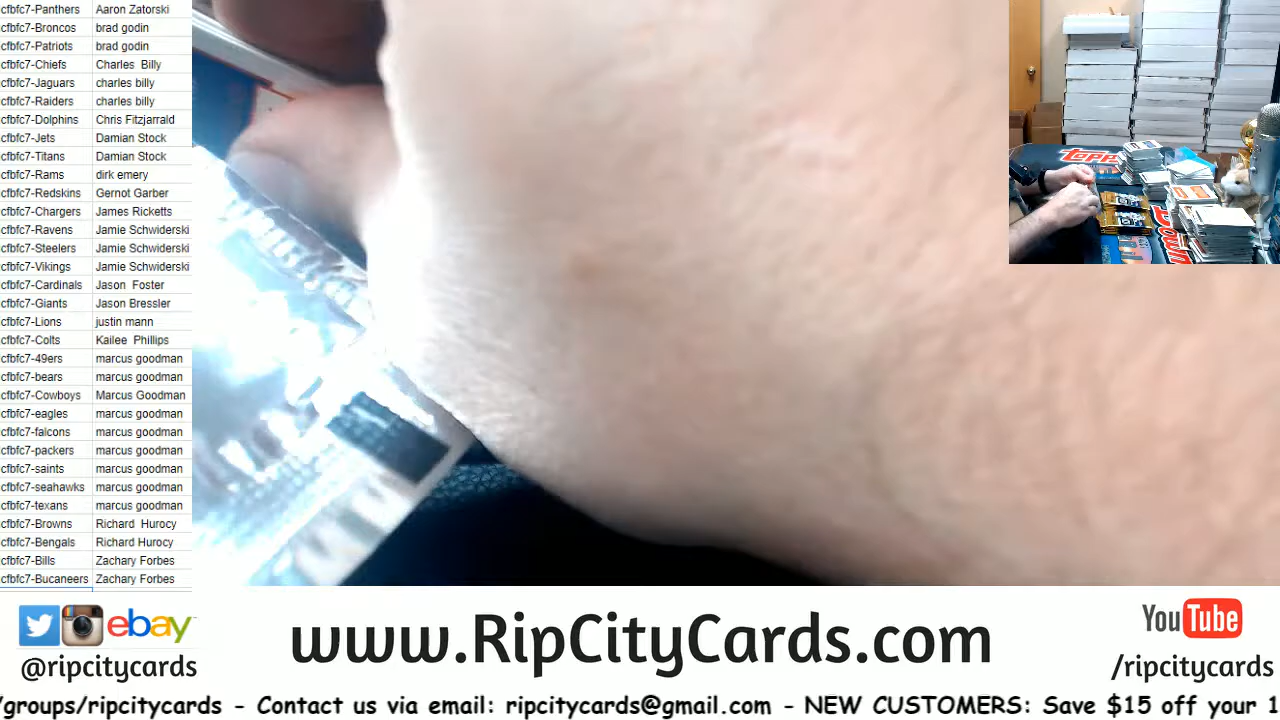 cfbfc7-Panthers Aaron Zatorski
cfbfc7-Broncos brad godin
cfbfc7-Patriots brad godin
cfbfc7-Chiefs Charles Billy
cfbfc7-Jaguars charles billy
cfbfc7-Raiders charles billy
cfbfc7-Dolphins Chris Fitzjarrald
cfbfc7-Jets Damian Stock
cfbfc7-Titans Damian Stock
cfbfc7-Rams dirk emery
cfbfc7-Redskins Gernot Garber
cfbfc7-Chargers James Ricketts
cfbfc7-Ravens Jamie Schwiderski
cfbfc7-Steelers Jamie Schwiderski
cfbfc7-Vikings Jamie Schwiderski
cfbfc7-Cardinals Jason Foster
cfbfc7-Giants Jason Bressler
cfbfc7-Lions justin mann
cfbfc7-Colts Kailee Phillips
cfbfc7-49ers marcus goodman
cfbfc7-bears marcus goodman
cfbfc7-Cowboys Marcus Goodman
cfbfc7-eagles marcus goodman
cfbfc7-falcons marcus goodman
cfbfc7-packers marcus goodman
cfbfc7-saints marcus goodman
cfbfc7-seahawks marcus goodman
cfbfc7-texans marcus goodman
cfbfc7-Browns Richard Hurocy
cfbfc7-Bengals Richard Hurocy
cfbfc7-Bills Zachary Forbes
cfbfc7-Bucaneers Zachary Forbes
TOPPS
TOWN
ebay
@ripcitycards
www.RipCityCards.com
YouTube
/ripcitycards
/groups/ripcitycards - Contact us via email: ripcitycards@gmail.com - NEW CUSTOMERS: Save $15 off your 1